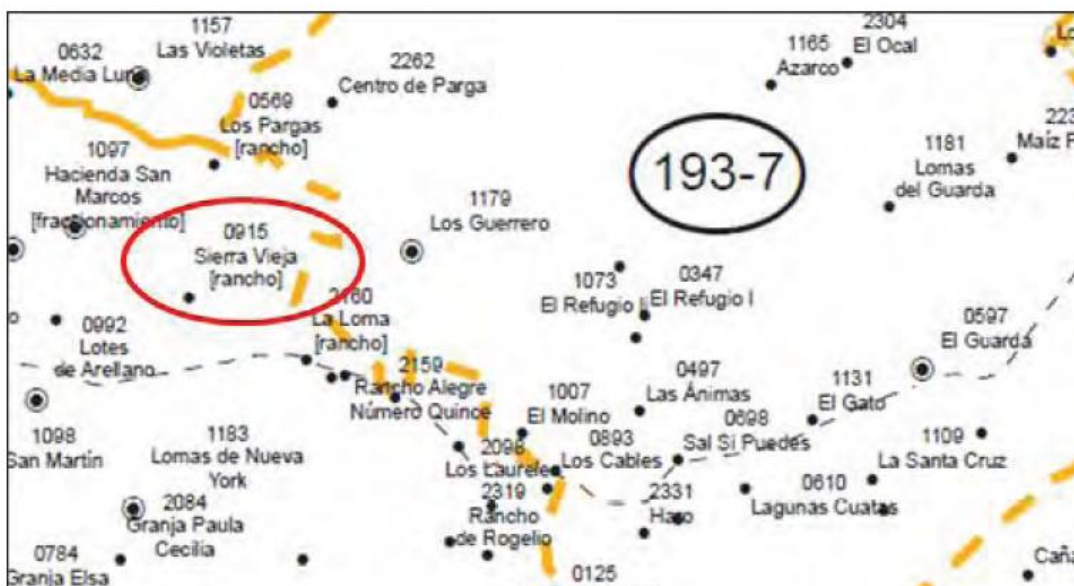 1157
Las Violetas
0632
La Media Luna
2262
Centro de Parga
2304
El Ocal
1165
Azarco
0569
Los Pargas
[rancho]
1097
Hacienda San
Marcos
[fraccionamiento]
193-7
1181
Lomas
del Guarda
1179
Los Guerrero
0915
Sierra Vieja
[rancho]
1073
El Refugio
0347
El Refugio I
2160
La Loma
[rancho]
0992
Lotes
de Arellano
0597
El Guarda
2159
Rancho Alegre
Número Quince
1007
El Molino
0497
Las Ánimas
1131
El Gato
0698
Sal Si Puedes
1109
La Santa Cruz
1098
San Martín
1183
Lomas de Nueva
York
2098
Los Laureles
0893
Los Cables
2319
Rancho
de Rogelio
2331
Haro
0610
Lagunas Cuatas
2084
Granja Paula
Cecilia
0784
Granja Elsa
0125